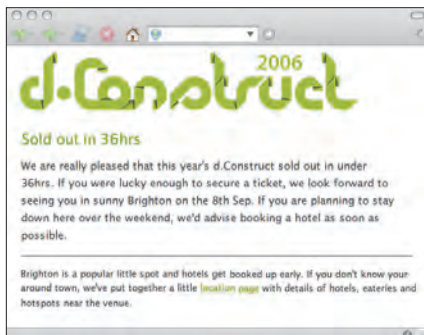 2006
d.Construct
Sold out in 36hrs
We are really pleased that this year's d.Construct sold out in under
36hrs. If you were lucky enough to secure a ticket, we look forward to
seeing you in sunny Brighton on the 8th Sep. If you are planning to stay
down here over the weekend, we'd advise booking a hotel as soon as
possible.
Brighton is a popular little spot and hotels get booked up early. If you don't know your
around town, we've put together a little location page with details of hotels, eateries and
hotspots near the venue.